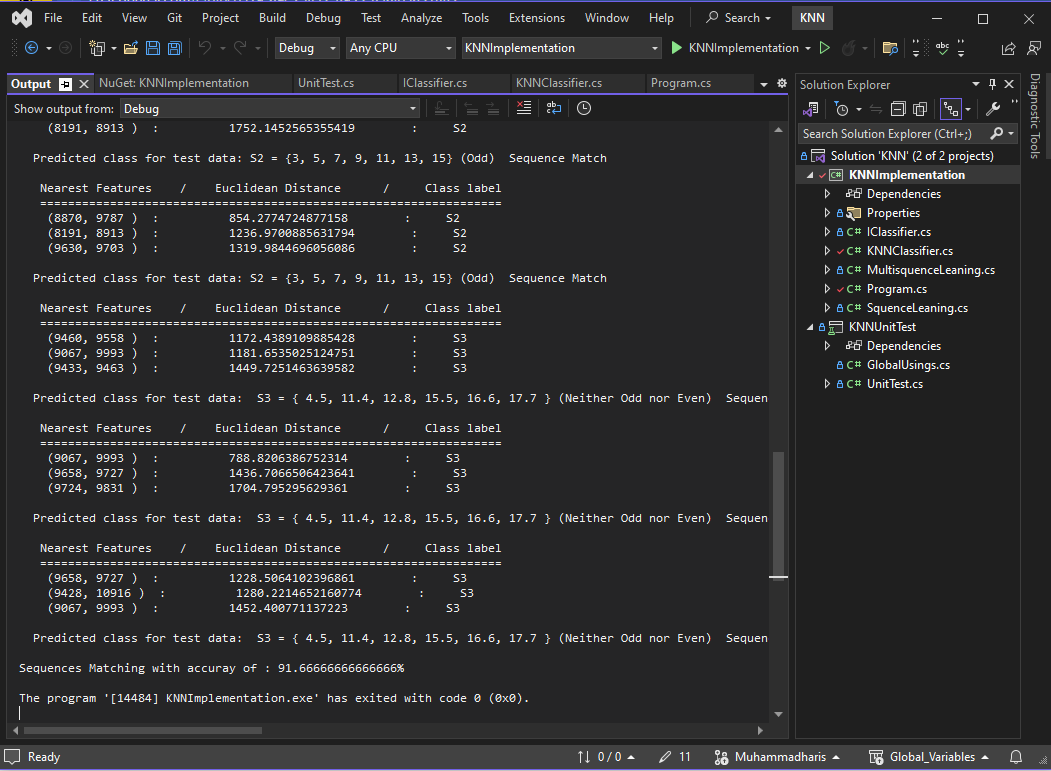 File Edit View Git Project Build Debug Test Analyze Tools Extensions Window Help Search KNN
Debug Any CPU KNNImplementation KNNImplementation
Output NuGet: KNNImplementation UnitTest.cs IClassifier.cs KNNClassifier.cs Program.cs
Show output from: Debug
(8191, 8913 ) : 1752.1452565355419 : S2
Predicted class for test data: S2 = {3, 5, 7, 9, 11, 13, 15} (Odd) Sequence Match
Nearest Features / Euclidean Distance / Class label
==================================================================
(8870, 9787 ) : 854.2774724877158 : S2
(8191, 8913 ) : 1236.9700885631794 : S2
(9630, 9703 ) : 1319.9844696056086 : S2
Predicted class for test data: S2 = {3, 5, 7, 9, 11, 13, 15} (Odd) Sequence Match
Nearest Features / Euclidean Distance / Class label
==================================================================
(9460, 9558 ) : 1172.4389109885428 : S3
(9067, 9993 ) : 1181.6535025124751 : S3
(9433, 9463 ) : 1449.7251463639582 : S3
Predicted class for test data: S3 = { 4.5, 11.4, 12.8, 15.5, 16.6, 17.7 } (Neither Odd nor Even) Sequen
Nearest Features / Euclidean Distance / Class label
==================================================================
(9067, 9993 ) : 788.8206386752314 : S3
(9658, 9727 ) : 1436.7066506423641 : S3
(9724, 9831 ) : 1704.795295629361 : S3
Predicted class for test data: S3 = { 4.5, 11.4, 12.8, 15.5, 16.6, 17.7 } (Neither Odd nor Even) Sequen
Nearest Features / Euclidean Distance / Class label
==================================================================
(9658, 9727 ) : 1228.5064102396861 : S3
(9428, 10916 ) : 1280.2214652160774 : S3
(9067, 9993 ) : 1452.400771137223 : S3
Predicted class for test data: S3 = { 4.5, 11.4, 12.8, 15.5, 16.6, 17.7 } (Neither Odd nor Even) Sequen
Sequences Matching with accuray of : 91.66666666666666%
The program '[14484] KNNImplementation.exe' has exited with code 0 (0x0).
Solution Explorer
Search Solution Explorer (Ctrl+;)
Solution 'KNN' (2 of 2 projects)
KNNImplementation
Dependencies
Properties
IClassifier.cs
KNNClassifier.cs
MultisquenceLeaning.cs
Program.cs
SquenceLearning.cs
KNNUnitTest
Dependencies
GlobalUsings.cs
UnitTest.cs
Diagnostic Tools
Ready 0 / 0 11 Muhammadharis Global_Variables